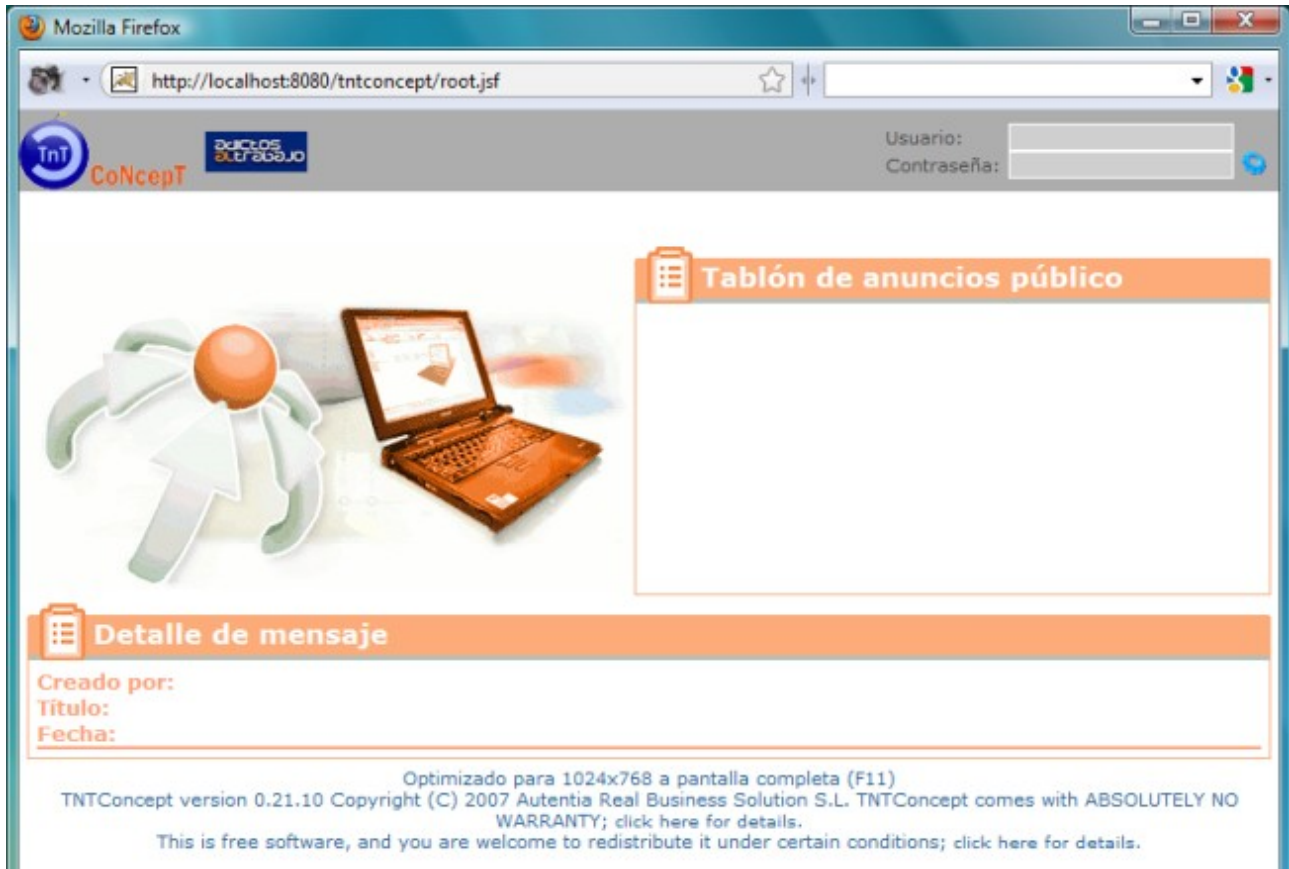 Mozilla Firefox
http://localhost:8080/tntconcept/root.jsf
TnT
CoNcepT
aDICTOS
aLTraBaJO
Usuario:
Contraseña:
Tablón de anuncios público
Detalle de mensaje
Creado por:
Título:
Fecha:
Optimizado para 1024x768 a pantalla completa (F11)
TNTConcept version 0.21.10 Copyright (C) 2007 Autentia Real Business Solution S.L. TNTConcept comes with ABSOLUTELY NO
WARRANTY; click here for details.
This is free software, and you are welcome to redistribute it under certain conditions; click here for details.